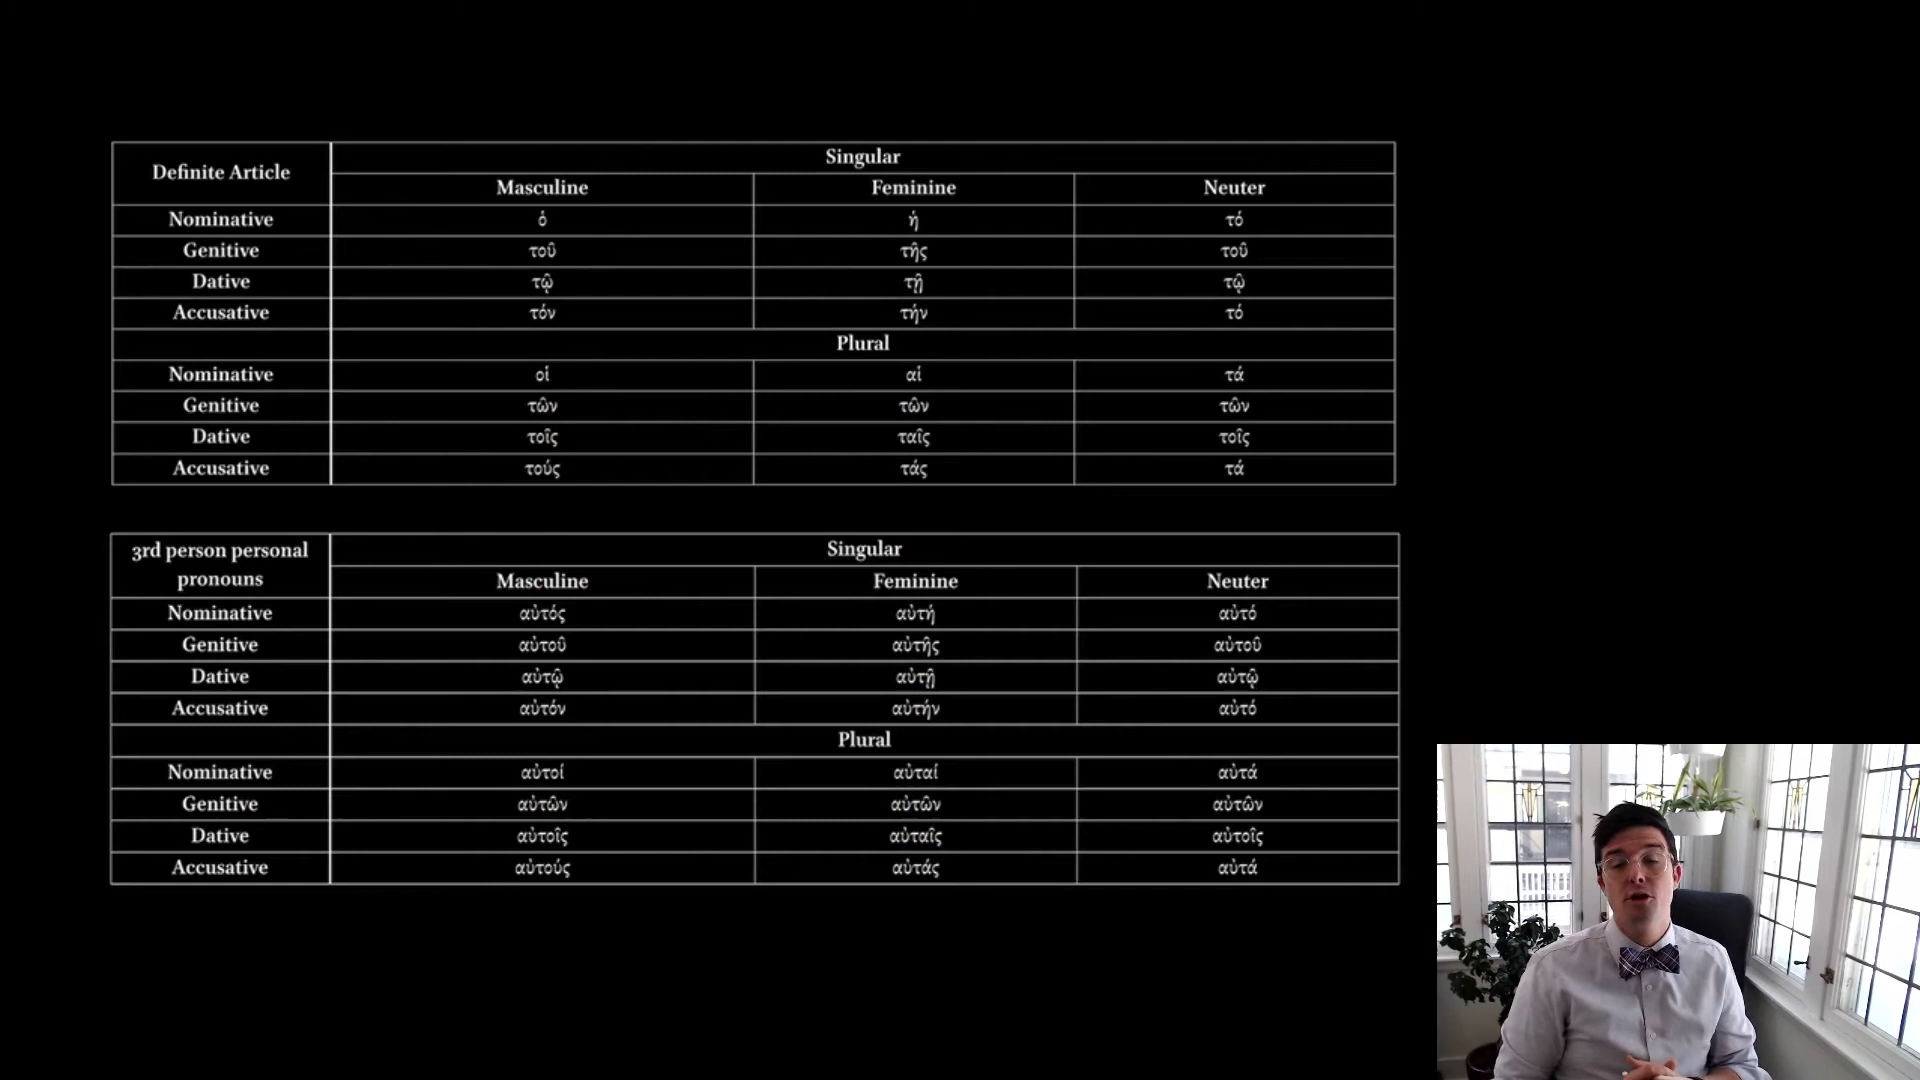 Definite Article Singular
Masculine Feminine Neuter
Nominative ὁ ἡ τό
Genitive τοῦ τῆς τοῦ
Dative τῷ τῇ τῷ
Accusative τόν τήν τό
Plural
Nominative οἱ αἱ τά
Genitive τῶν τῶν τῶν
Dative τοῖς ταῖς τοῖς
Accusative τούς τάς τά
3rd person personal
pronouns
Singular
Masculine Feminine Neuter
Nominative αὐτός αὐτή αὐτό
Genitive αὐτοῦ αὐτῆς αὐτοῦ
Dative αὐτῷ αὐτῇ αὐτῷ
Accusative αὐτόν αὐτήν αὐτό
Plural
Nominative αὐτοί αὐταί αὐτά
Genitive αὐτῶν αὐτῶν αὐτῶν
Dative αὐτοῖς αὐταῖς αὐτοῖς
Accusative αὐτούς αὐτάς αὐτά